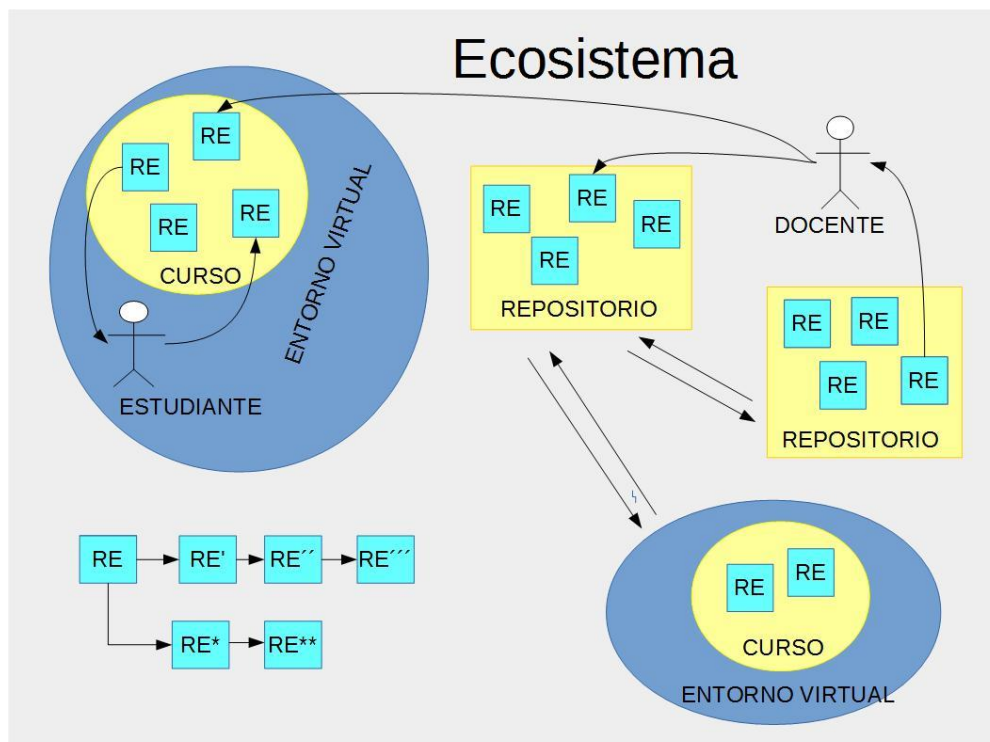 Ecosistema
RE
RE
RE
RE
CURSO
ENTORNO VIRTUAL
ESTUDIANTE
RE
RE
RE
RE
REPOSITORIO
DOCENTE
RE
RE
RE
RE
REPOSITORIO
RE
RE'
RE´´
RE´´´
RE*
RE**
RE
RE
CURSO
ENTORNO VIRTUAL